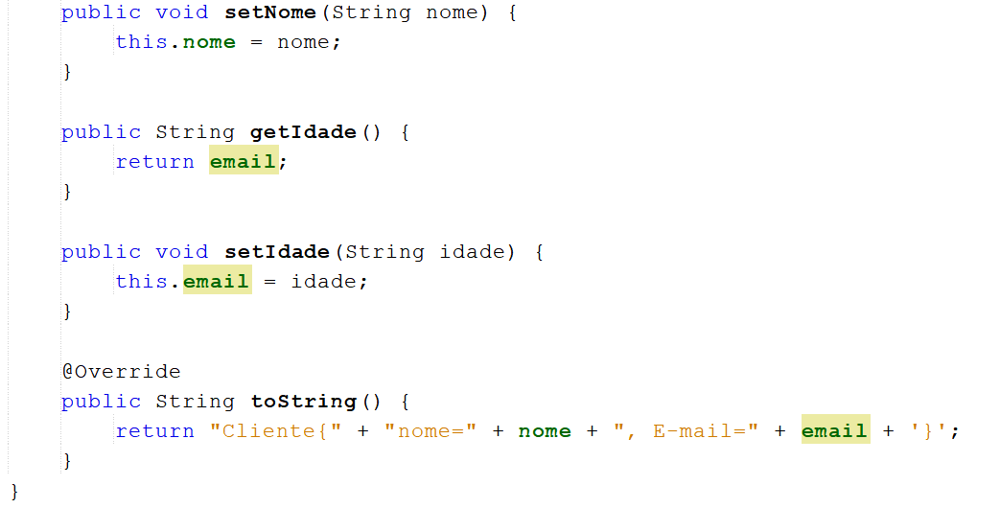 public void setNome(String nome) {
this.nome = nome;
}
public String getIdade() {
return email;
}
public void setIdade(String idade) {
this.email = idade;
}
@Override
public String toString() {
return "Cliente{" + "nome=" + nome + ", E-mail=" + email + '}';
}
}